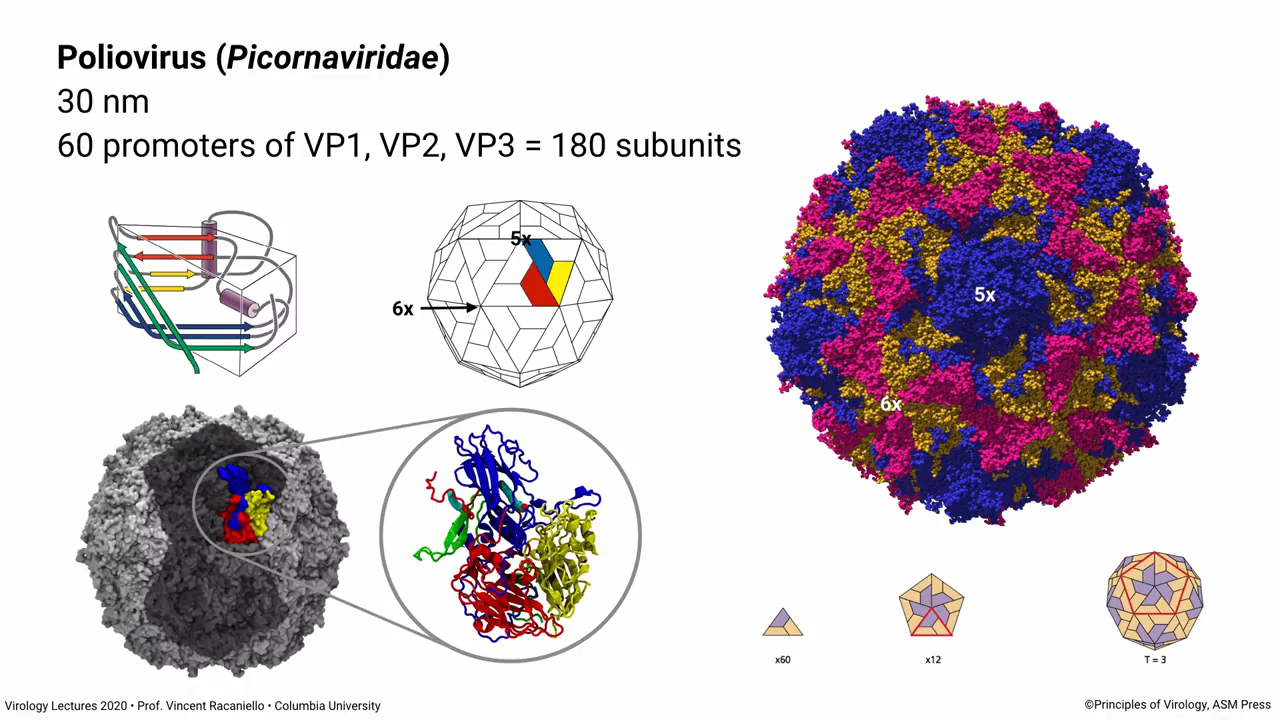 Poliovirus (Picornaviridae)
30 nm
60 promoters of VP1, VP2, VP3 = 180 subunits
5x
6x
5x
6x
x60
x12
T = 3
Virology Lectures 2020 • Prof. Vincent Racaniello • Columbia University
©Principles of Virology, ASM Press